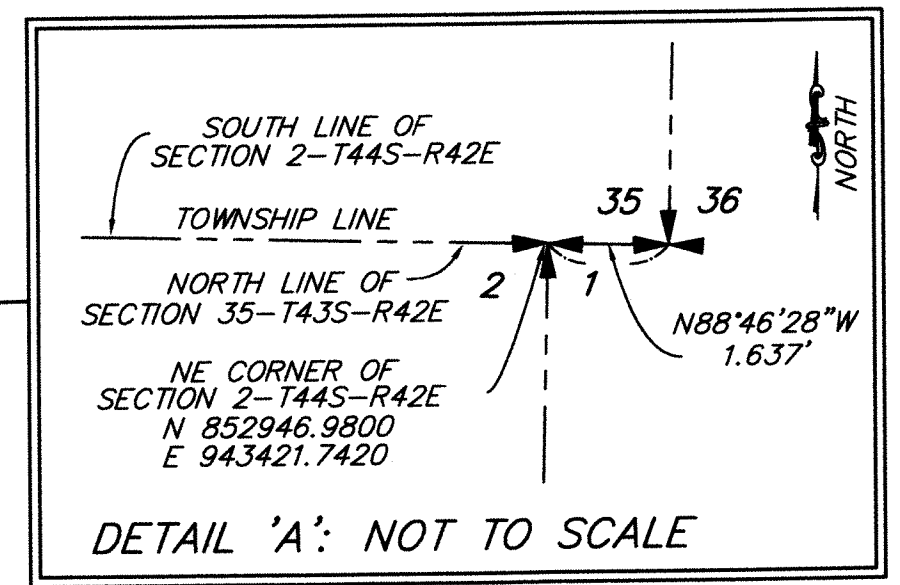 SOUTH LINE OF
SECTION 2-T44S-R42E
TOWNSHIP LINE
NORTH LINE OF
SECTION 35-T43S-R42E
NE CORNER OF
SECTION 2-T44S-R42E
N 852946.9800
E 943421.7420
35 36
2 1
N88°46'28"W
1.637'
NORTH
DETAIL 'A': NOT TO SCALE